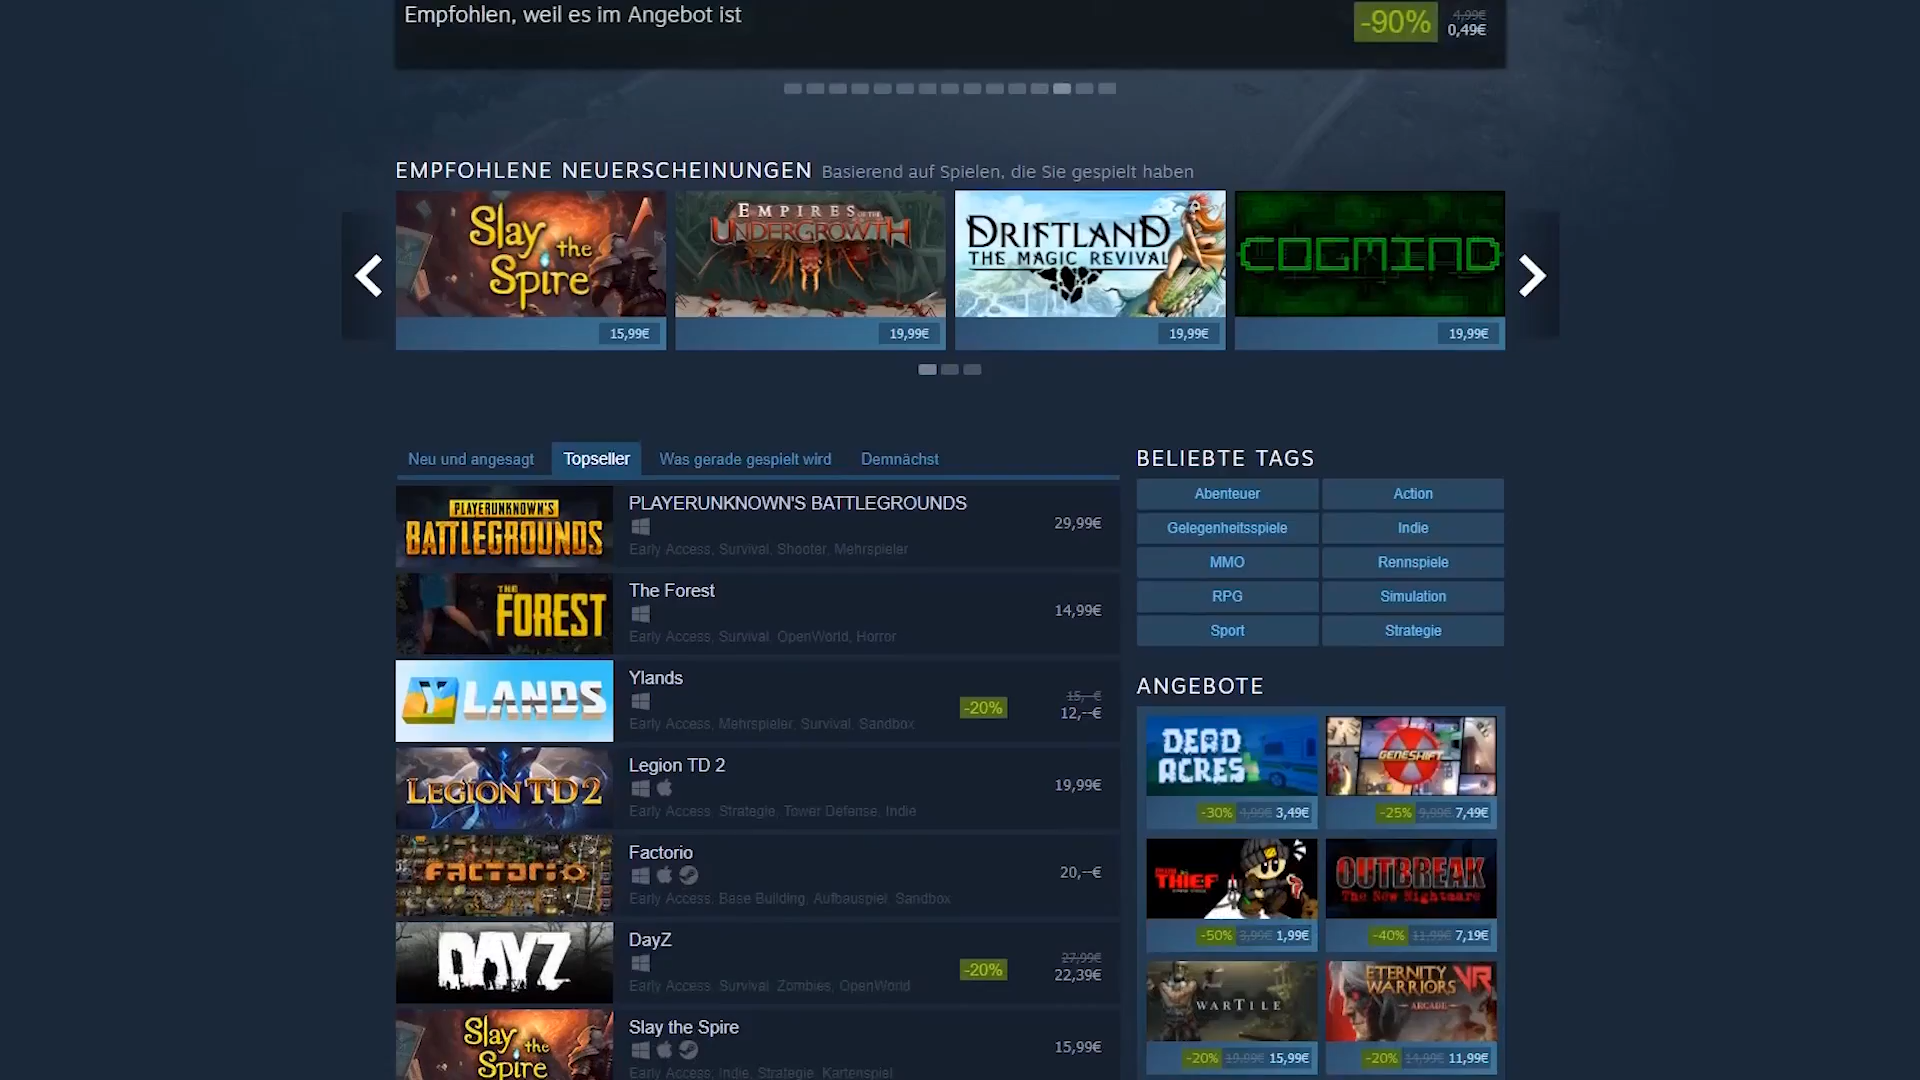 Empfohlen, weil es im Angebot ist
-90%
4,99€
0,49€
EMPFOHLENE NEUERSCHEINUNGEN Basierend auf Spielen, die Sie gespielt haben
Slay the Spire
EMPIRES OF THE UNDERGROWTH
DRIFTLAND THE MAGIC REVIVAL
COGMIND
15,99€
19,99€
19,99€
19,99€
Neu und angesagt
Topseller
Was gerade gespielt wird
Demnächst
PLAYERUNKNOWN'S
BATTLEGROUNDS
PLAYERUNKNOWN'S BATTLEGROUNDS
Early Access, Survival, Shooter, Mehrspieler
29,99€
THE FOREST
The Forest
Early Access, Survival, OpenWorld, Horror
14,99€
YLANDS
Ylands
Early Access, Mehrspieler, Survival, Sandbox
-20%
15,--€
12,--€
LEGION TD 2
Legion TD 2
Early Access, Strategie, Tower Defense, Indie
19,99€
FACTORIO
Factorio
Early Access, Base Building, Aufbauspiel, Sandbox
20,--€
DAYZ
DayZ
Early Access, Survival, Zombies, OpenWorld
-20%
27,99€
22,39€
Slay the Spire
Slay the Spire
Early Access, Indie, Strategie, Kartenspiel
15,99€
BELIEBTE TAGS
Abenteuer
Action
Gelegenheitsspiele
Indie
MMO
Rennspiele
RPG
Simulation
Sport
Strategie
ANGEBOTE
DEAD ACRES
GENESHIFT
-30% 4,99€ 3,49€
-25% 9,99€ 7,49€
THIEF
OUTBREAK
The New Nightmare
-50% 3,99€ 1,99€
-40% 11,99€ 7,19€
WARTILE
ETERNITY WARRIORS VR
ARCADE
-20% 19,99€ 15,99€
-20% 14,99€ 11,99€